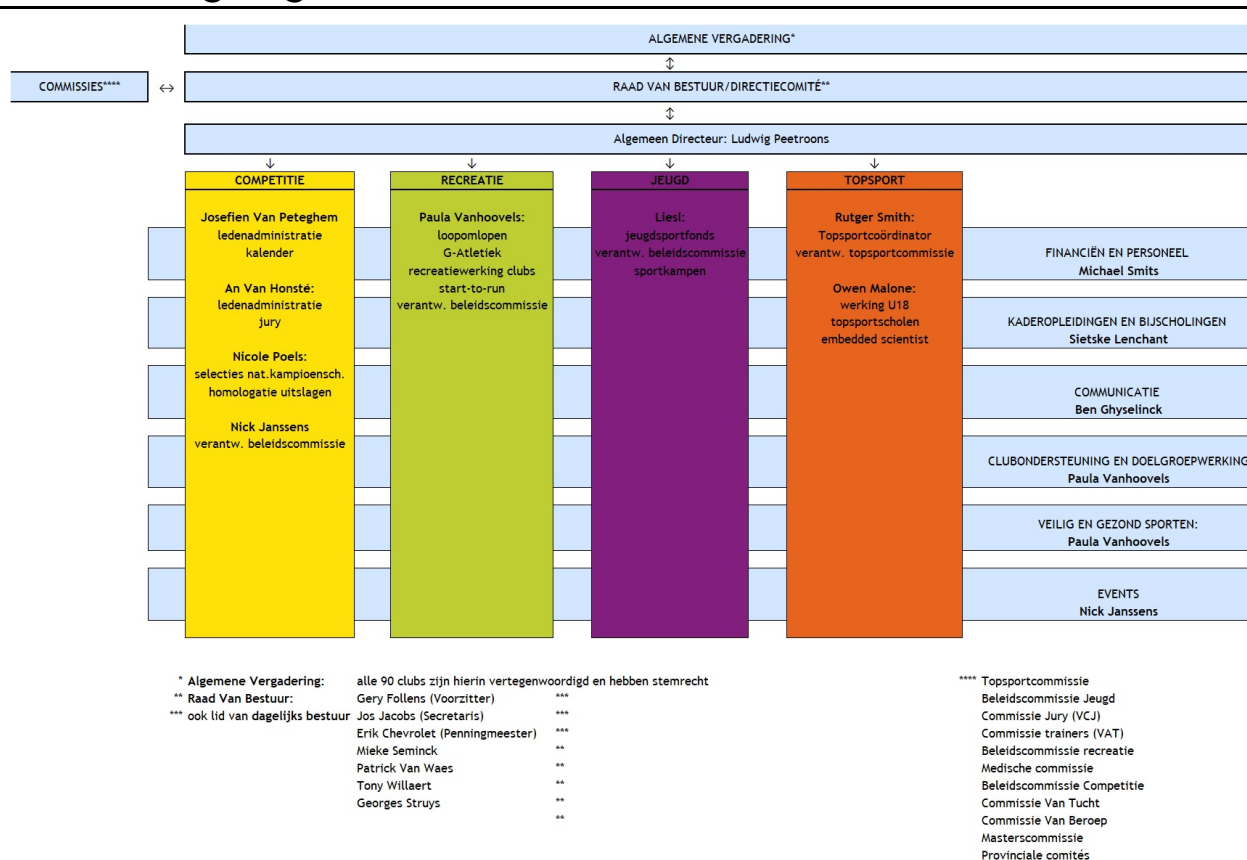 ALGEMENE VERGADERING*
↕
COMMISSIES**** ↔ RAAD VAN BESTUUR/DIRECTIECOMITÉ**
↕
Algemeen Directeur: Ludwig Peetroons
↓ ↓ ↓ ↓
COMPETITIE
Josefien Van Peteghem
ledenadministratie
kalender
An Van Honsté:
ledenadministratie
jury
Nicole Poels:
selecties nat.kampioensch.
homologatie uitslagen
Nick Janssens
verantw. beleidscommissie
RECREATIE
Paula Vanhoovels:
loopomlopen
G-Atletiek
recreatiewerking clubs
start-to-run
verantw. beleidscommissie
JEUGD
Liesl:
jeugdsportfonds
verantw. beleidscommissie
sportkampen
TOPSPORT
Rutger Smith:
Topsportcoördinator
verantw. topsportcommissie
Owen Malone:
werking U18
topsportscholen
embedded scientist
FINANCIËN EN PERSONEEL
Michael Smits
KADEROPLEIDINGEN EN BIJSCHOLINGEN
Sietske Lenchant
COMMUNICATIE
Ben Ghyselinck
CLUBONDERSTEUNING EN DOELGROEPWERKING
Paula Vanhoovels
VEILIG EN GEZOND SPORTEN:
Paula Vanhoovels
EVENTS
Nick Janssens
* Algemene Vergadering: alle 90 clubs zijn hierin vertegenwoordigd en hebben stemrecht
** Raad Van Bestuur: Gery Follens (Voorzitter) ***
*** ook lid van dagelijks bestuur Jos Jacobs (Secretaris) ***
Erik Chevrolet (Penningmeester) ***
Mieke Seminck **
Patrick Van Waes **
Tony Willaert **
Georges Struys **
**
**** Topsportcommissie
Beleidscommissie Jeugd
Commissie Jury (VCJ)
Commissie trainers (VAT)
Beleidscommissie recreatie
Medische commissie
Beleidscommissie Competitie
Commissie Van Tucht
Commissie Van Beroep
Masterscommissie
Provinciale comités